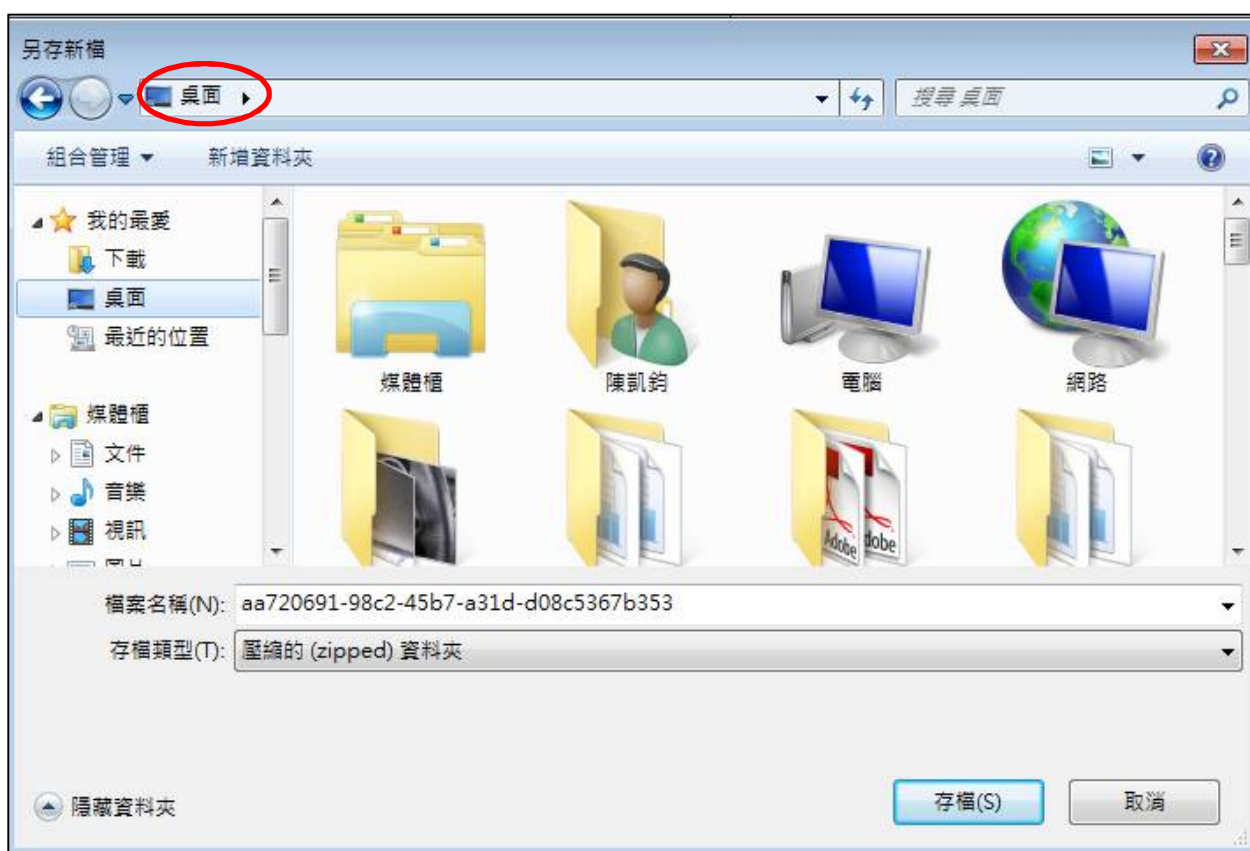 另存新檔
桌面
搜尋 桌面
組合管理
新增資料夾
我的最愛
下載
桌面
最近的位置
媒體櫃
文件
音樂
視訊
媒體櫃
陳凱鈞
電腦
網路
Adobe
dobe
檔案名稱(N): aa720691-98c2-45b7-a31d-d08c5367b353
存檔類型(T): 壓縮的 (zipped) 資料夾
隱藏資料夾
存檔(S)
取消